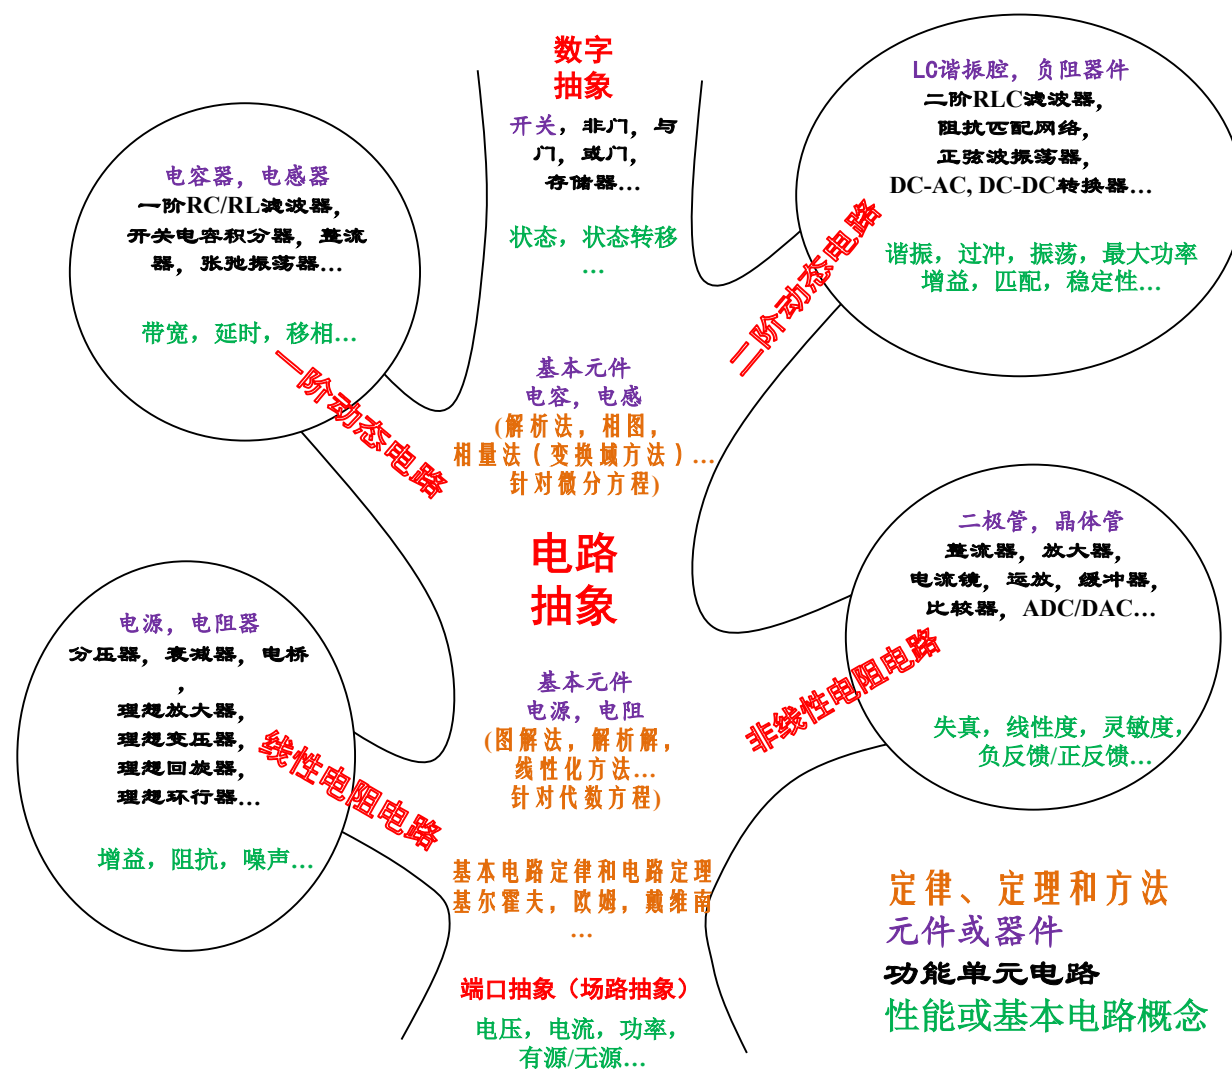 数字
抽象
开关，非门，与
门，或门，
存储器…
状态，状态转移
…
LC谐振腔，负阻器件
二阶RLC滤波器，
阻抗匹配网络，
正弦波振荡器，
DC-AC, DC-DC转换器…
谐振，过冲，振荡，最大功率
增益，匹配，稳定性…
二阶动态电路
电容器，电感器
一阶RC/RL滤波器，
开关电容积分器，整流
器，张弛振荡器…
带宽，延时，移相…
一阶动态电路
基本元件
电容，电感
(解析法，相图，
相量法（变换域方法）…
针对微分方程)
电路
抽象
二极管，晶体管
整流器，放大器，
电流镜，运放，缓冲器，
比较器，ADC/DAC…
失真，线性度，灵敏度，
负反馈/正反馈…
非线性电阻电路
电源，电阻器
分压器，衰减器，电桥
，
理想放大器，
理想变压器，
理想回旋器，
理想环行器…
增益，阻抗，噪声…
线性电阻电路
基本元件
电源，电阻
(图解法，解析解，
线性化方法…
针对代数方程)
基本电路定律和电路定理
基尔霍夫，欧姆，戴维南
…
端口抽象（场路抽象）
电压，电流，功率，
有源/无源…
定律、定理和方法
元件或器件
功能单元电路
性能或基本电路概念